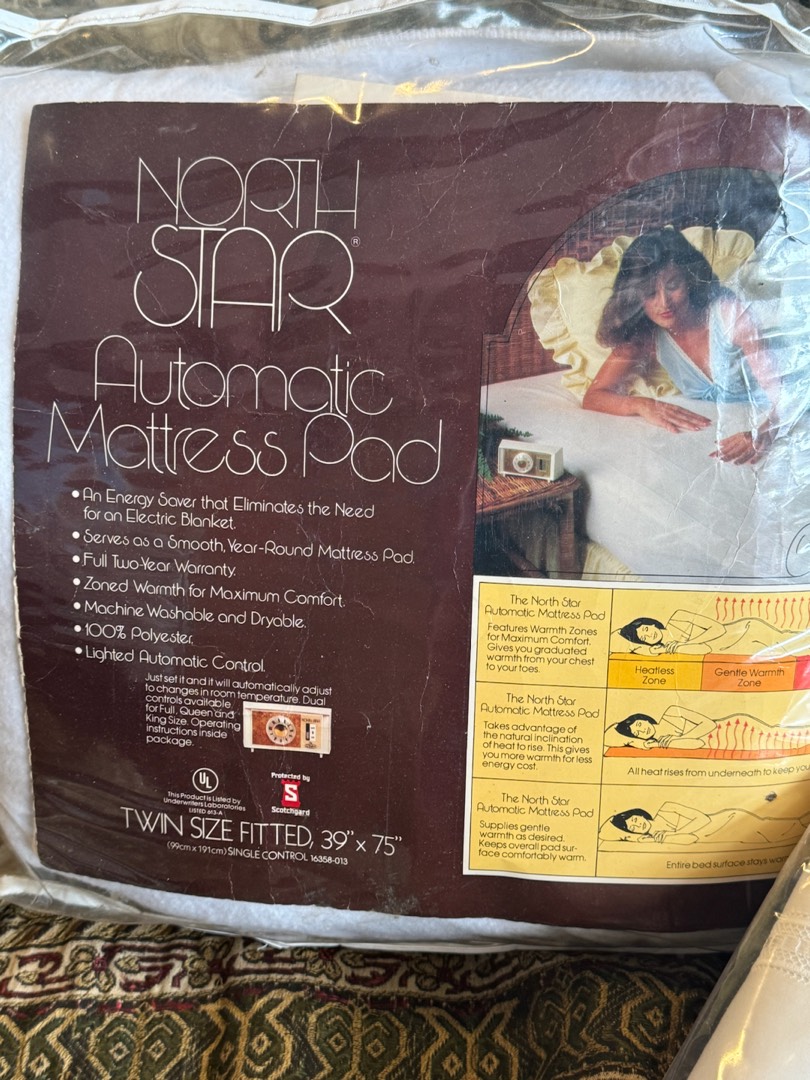 NORTH
STAR®
Automatic
Mattress Pad
• An Energy Saver that Eliminates the Need
for an Electric Blanket.
• Serves as a Smooth, Year-Round Mattress Pad.
• Full Two-Year Warranty.
• Zoned Warmth for Maximum Comfort.
• Machine Washable and Dryable.
• 100% Polyester.
• Lighted Automatic Control.
Just set it and it will automatically adjust
to changes in room temperature. Dual
controls available
for Full, Queen and
King Size. Operating
instructions inside
package.
UL
This Product is Listed by
Underwriters Laboratories
LISTED 613-A
Protected by
S
Scotchgard
TWIN SIZE FITTED, 39" x 75"
(99cm x 191cm) SINGLE CONTROL 16358-013
The North Star
Automatic Mattress Pad
Features Warmth Zones
for Maximum Comfort.
Gives you graduated
warmth from your chest
to your toes.
Heatless
Zone
Gentle Warmth
Zone
The North Star
Automatic Mattress Pad
Takes advantage of
the natural inclination
of heat to rise. This gives
you more warmth for less
energy cost.
All heat rises from underneath to keep you
The North Star
Automatic Mattress Pad
Supplies gentle
warmth as desired.
Keeps overall pad sur-
face comfortably warm.
Entire bed surface stays